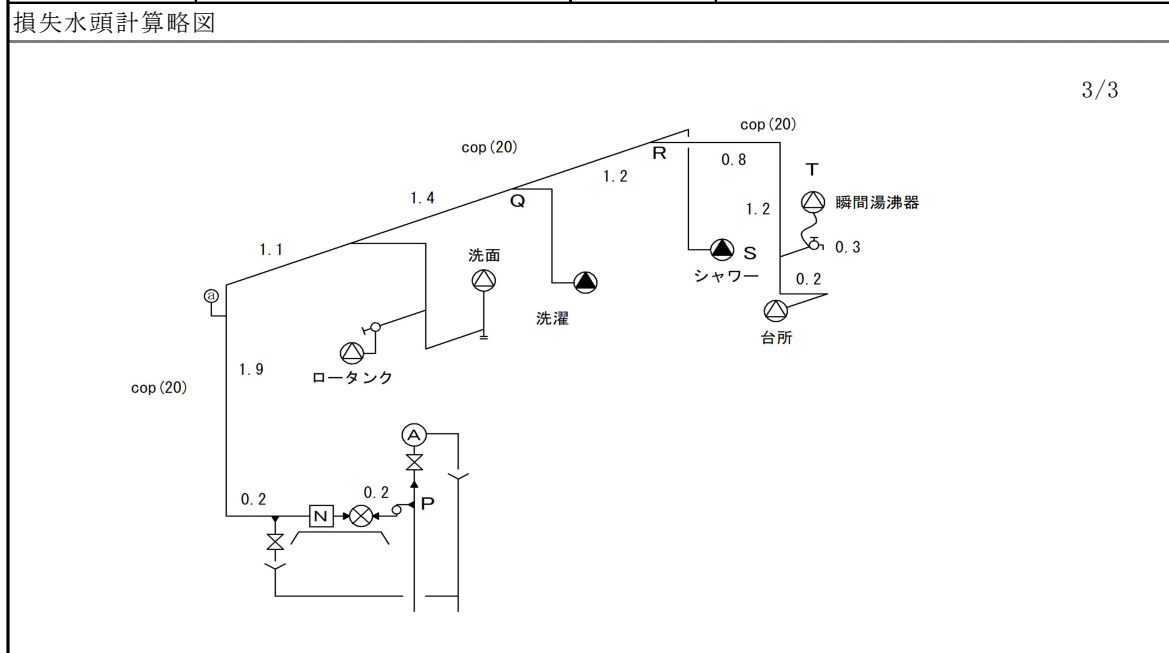 損失水頭計算略図
3/3
cop(20)
cop(20)
R
0.8
T
1.2
Q
1.4
1.2
瞬間湯沸器
1.1
洗面
S
0.3
シャワー
0.2
a
洗濯
台所
1.9
ロータンク
cop(20)
A
0.2
0.2
P
N